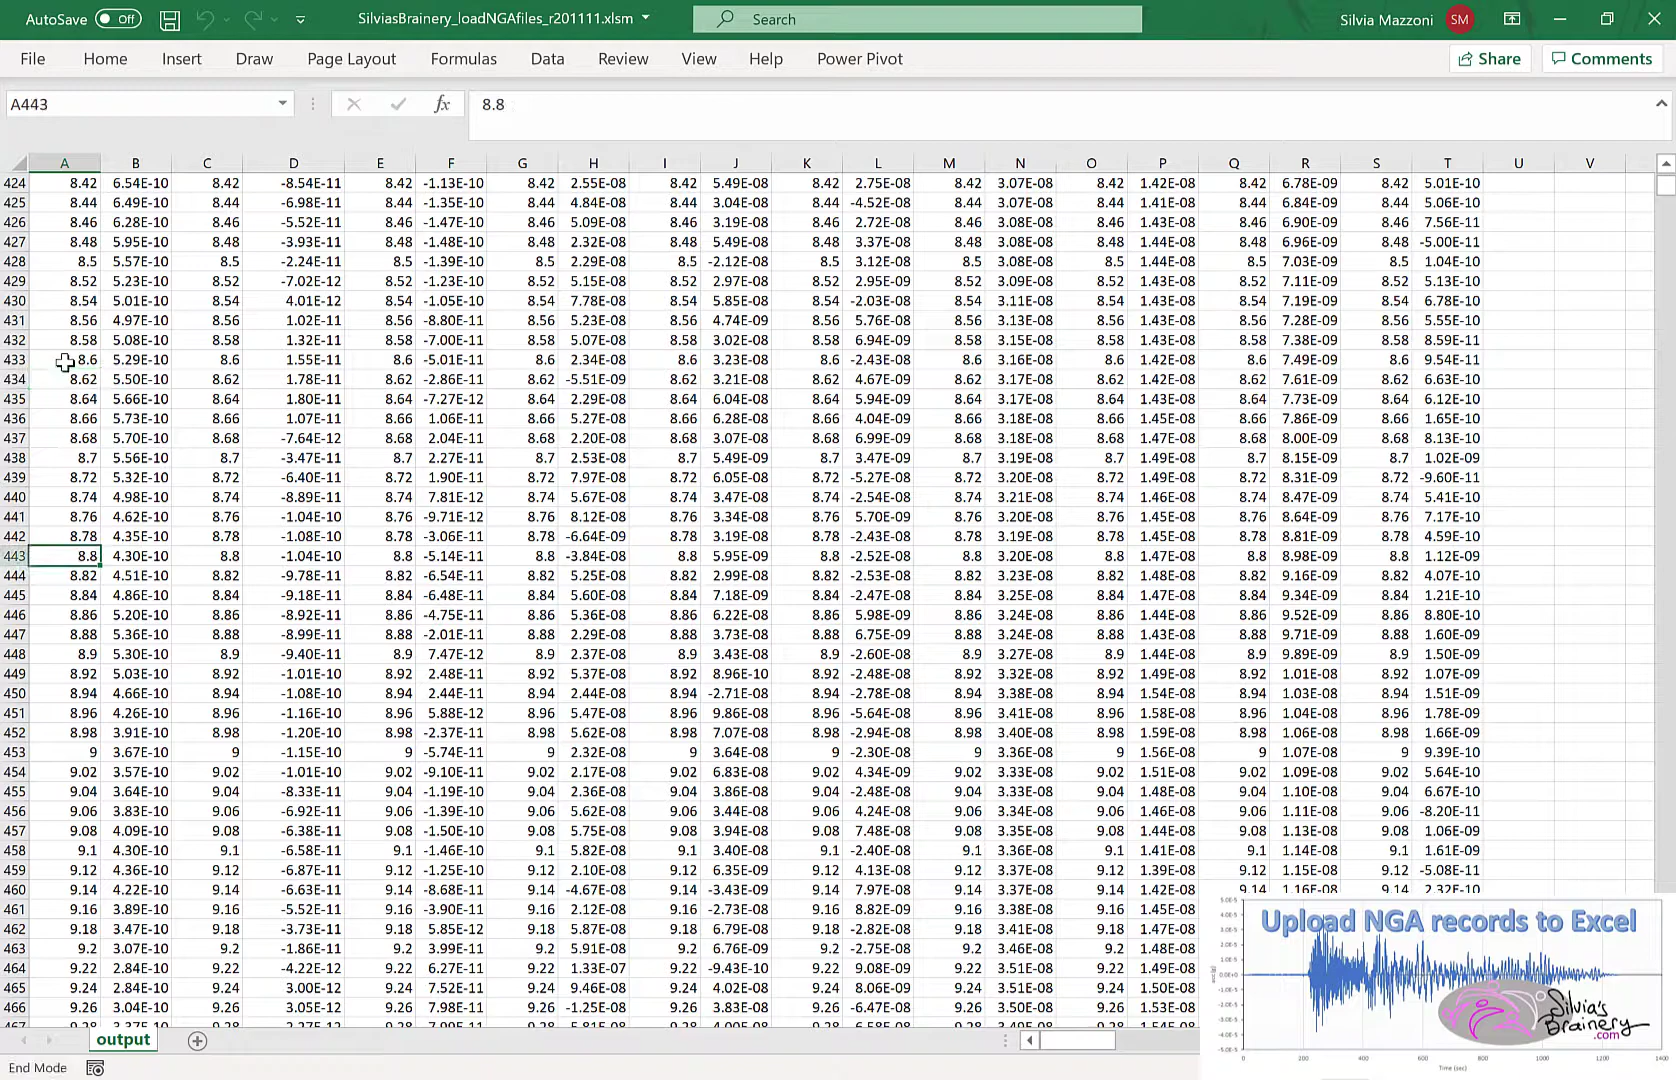 AutoSave Off SilviasBrainery_loadNGAfiles_r201111.xlsm Search Silvia Mazzoni SM
File Home Insert Draw Page Layout Formulas Data Review View Help Power Pivot Share Comments
A443 fx 8.8
A B C D E F G H I J K L M N O P Q R S T U V
424 8.42 6.54E-10 8.42 -8.54E-11 8.42 -1.13E-10 8.42 2.55E-08 8.42 5.49E-08 8.42 2.75E-08 8.42 3.07E-08 8.42 1.42E-08 8.42 6.78E-09 8.42 5.01E-10
425 8.44 6.49E-10 8.44 -6.98E-11 8.44 -1.35E-10 8.44 4.84E-08 8.44 3.04E-08 8.44 -4.52E-08 8.44 3.07E-08 8.44 1.41E-08 8.44 6.84E-09 8.44 5.06E-10
426 8.46 6.28E-10 8.46 -5.52E-11 8.46 -1.47E-10 8.46 5.09E-08 8.46 3.19E-08 8.46 2.72E-08 8.46 3.08E-08 8.46 1.43E-08 8.46 6.90E-09 8.46 7.56E-11
427 8.48 5.95E-10 8.48 -3.93E-11 8.48 -1.48E-10 8.48 2.32E-08 8.48 5.49E-08 8.48 3.37E-08 8.48 3.08E-08 8.48 1.44E-08 8.48 6.96E-09 8.48 -5.00E-11
428 8.5 5.57E-10 8.5 -2.24E-11 8.5 -1.39E-10 8.5 2.29E-08 8.5 -2.12E-08 8.5 3.12E-08 8.5 3.08E-08 8.5 1.44E-08 8.5 7.03E-09 8.5 1.04E-10
429 8.52 5.23E-10 8.52 -7.02E-12 8.52 -1.23E-10 8.52 5.15E-08 8.52 2.97E-08 8.52 2.95E-09 8.52 3.09E-08 8.52 1.43E-08 8.52 7.11E-09 8.52 5.13E-10
430 8.54 5.01E-10 8.54 4.01E-12 8.54 -1.05E-10 8.54 7.78E-08 8.54 5.85E-08 8.54 -2.03E-08 8.54 3.11E-08 8.54 1.43E-08 8.54 7.19E-09 8.54 6.78E-10
431 8.56 4.97E-10 8.56 1.02E-11 8.56 -8.80E-11 8.56 5.23E-08 8.56 4.74E-09 8.56 5.76E-08 8.56 3.13E-08 8.56 1.43E-08 8.56 7.28E-09 8.56 5.55E-10
432 8.58 5.08E-10 8.58 1.32E-11 8.58 -7.00E-11 8.58 5.07E-08 8.58 3.02E-08 8.58 6.94E-09 8.58 3.15E-08 8.58 1.43E-08 8.58 7.38E-09 8.58 8.59E-11
433 8.6 5.29E-10 8.6 1.55E-11 8.6 -5.01E-11 8.6 2.34E-08 8.6 3.23E-08 8.6 -2.43E-08 8.6 3.16E-08 8.6 1.42E-08 8.6 7.49E-09 8.6 9.54E-11
434 8.62 5.50E-10 8.62 1.78E-11 8.62 -2.86E-11 8.62 -5.51E-09 8.62 3.21E-08 8.62 4.67E-09 8.62 3.17E-08 8.62 1.42E-08 8.62 7.61E-09 8.62 6.63E-10
435 8.64 5.66E-10 8.64 1.80E-11 8.64 -7.27E-12 8.64 2.29E-08 8.64 6.04E-08 8.64 5.94E-09 8.64 3.17E-08 8.64 1.43E-08 8.64 7.73E-09 8.64 6.12E-10
436 8.66 5.73E-10 8.66 1.07E-11 8.66 1.06E-11 8.66 5.27E-08 8.66 6.28E-08 8.66 4.04E-09 8.66 3.18E-08 8.66 1.45E-08 8.66 7.86E-09 8.66 1.65E-10
437 8.68 5.70E-10 8.68 -7.64E-12 8.68 2.04E-11 8.68 2.20E-08 8.68 3.07E-08 8.68 6.99E-09 8.68 3.18E-08 8.68 1.47E-08 8.68 8.00E-09 8.68 8.13E-10
438 8.7 5.56E-10 8.7 -3.47E-11 8.7 2.27E-11 8.7 2.53E-08 8.7 5.49E-09 8.7 3.47E-09 8.7 3.19E-08 8.7 1.49E-08 8.7 8.15E-09 8.7 1.02E-09
439 8.72 5.32E-10 8.72 -6.40E-11 8.72 1.90E-11 8.72 7.97E-08 8.72 6.05E-08 8.72 -5.27E-08 8.72 3.21E-08 8.72 1.49E-08 8.72 8.31E-09 8.72 -9.60E-11
440 8.74 4.98E-10 8.74 -8.89E-11 8.74 7.81E-12 8.74 5.67E-08 8.74 3.47E-08 8.74 -2.54E-08 8.74 3.21E-08 8.74 1.46E-08 8.74 8.47E-09 8.74 5.41E-10
441 8.76 4.62E-10 8.76 -1.04E-10 8.76 -9.71E-12 8.76 8.12E-08 8.76 3.34E-08 8.76 5.70E-09 8.76 3.20E-08 8.76 1.45E-08 8.76 8.64E-09 8.76 7.17E-10
442 8.78 4.35E-10 8.78 -1.08E-10 8.78 -3.06E-11 8.78 -6.64E-09 8.78 3.19E-08 8.78 -2.43E-08 8.78 3.19E-08 8.78 1.45E-08 8.78 8.81E-09 8.78 4.59E-10
443 8.8 4.30E-10 8.8 -1.04E-10 8.8 -5.14E-11 8.8 -3.84E-08 8.8 5.95E-09 8.8 -2.52E-08 8.8 3.20E-08 8.8 1.47E-08 8.8 8.98E-09 8.8 1.12E-09
444 8.82 4.51E-10 8.82 -9.78E-11 8.82 -6.54E-11 8.82 5.25E-08 8.82 2.99E-08 8.82 -2.53E-08 8.82 3.23E-08 8.82 1.48E-08 8.82 9.16E-09 8.82 4.07E-10
445 8.84 4.86E-10 8.84 -9.18E-11 8.84 -6.48E-11 8.84 5.60E-08 8.84 7.18E-09 8.84 -2.47E-08 8.84 3.25E-08 8.84 1.47E-08 8.84 9.34E-09 8.84 1.21E-10
446 8.86 5.20E-10 8.86 -8.92E-11 8.86 -4.75E-11 8.86 5.36E-08 8.86 6.22E-08 8.86 5.98E-09 8.86 3.24E-08 8.86 1.44E-08 8.86 9.52E-09 8.86 8.80E-10
447 8.88 5.36E-10 8.88 -8.99E-11 8.88 -2.01E-11 8.88 2.29E-08 8.88 3.73E-08 8.88 6.75E-09 8.88 3.24E-08 8.88 1.43E-08 8.88 9.71E-09 8.88 1.60E-09
448 8.9 5.30E-10 8.9 -9.40E-11 8.9 7.47E-12 8.9 2.37E-08 8.9 3.43E-08 8.9 -2.60E-08 8.9 3.27E-08 8.9 1.44E-08 8.9 9.89E-09 8.9 1.50E-09
449 8.92 5.03E-10 8.92 -1.01E-10 8.92 2.48E-11 8.92 5.37E-08 8.92 8.96E-10 8.92 -2.48E-08 8.92 3.32E-08 8.92 1.49E-08 8.92 1.01E-08 8.92 1.07E-09
450 8.94 4.66E-10 8.94 -1.08E-10 8.94 2.44E-11 8.94 2.44E-08 8.94 -2.71E-08 8.94 -2.78E-08 8.94 3.38E-08 8.94 1.54E-08 8.94 1.03E-08 8.94 1.51E-09
451 8.96 4.26E-10 8.96 -1.16E-10 8.96 5.88E-12 8.96 5.47E-08 8.96 9.86E-08 8.96 -5.64E-08 8.96 3.41E-08 8.96 1.58E-08 8.96 1.04E-08 8.96 1.78E-09
452 8.98 3.91E-10 8.98 -1.20E-10 8.98 -2.37E-11 8.98 5.62E-08 8.98 7.07E-08 8.98 -2.94E-08 8.98 3.40E-08 8.98 1.59E-08 8.98 1.06E-08 8.98 1.66E-09
453 9 3.67E-10 9 -1.15E-10 9 -5.74E-11 9 2.32E-08 9 3.64E-08 9 -2.30E-08 9 3.36E-08 9 1.56E-08 9 1.07E-08 9 9.39E-10
454 9.02 3.57E-10 9.02 -1.01E-10 9.02 -9.10E-11 9.02 2.17E-08 9.02 6.83E-08 9.02 4.34E-09 9.02 3.33E-08 9.02 1.51E-08 9.02 1.09E-08 9.02 5.64E-10
455 9.04 3.64E-10 9.04 -8.33E-11 9.04 -1.19E-10 9.04 2.36E-08 9.04 3.86E-08 9.04 -2.48E-08 9.04 3.33E-08 9.04 1.48E-08 9.04 1.10E-08 9.04 6.67E-10
456 9.06 3.83E-10 9.06 -6.92E-11 9.06 -1.39E-10 9.06 5.62E-08 9.06 3.44E-08 9.06 4.24E-08 9.06 3.34E-08 9.06 1.46E-08 9.06 1.11E-08 9.06 -8.20E-11
457 9.08 4.09E-10 9.08 -6.38E-11 9.08 -1.50E-10 9.08 5.75E-08 9.08 3.94E-08 9.08 7.48E-08 9.08 3.35E-08 9.08 1.44E-08 9.08 1.13E-08 9.08 1.06E-09
458 9.1 4.30E-10 9.1 -6.58E-11 9.1 -1.46E-10 9.1 5.82E-08 9.1 3.40E-08 9.1 -2.40E-08 9.1 3.36E-08 9.1 1.41E-08 9.1 1.14E-08 9.1 1.61E-09
459 9.12 4.36E-10 9.12 -6.87E-11 9.12 -1.25E-10 9.12 2.10E-08 9.12 6.35E-09 9.12 4.13E-08 9.12 3.37E-08 9.12 1.39E-08 9.12 1.15E-08 9.12 -5.08E-11
460 9.14 4.22E-10 9.14 -6.63E-11 9.14 -8.68E-11 9.14 -4.67E-08 9.14 -3.43E-09 9.14 7.97E-08 9.14 3.37E-08 9.14 1.42E-08 9.14 1.16E-08 9.14 2.32E-10
461 9.16 3.89E-10 9.16 -5.52E-11 9.16 -3.90E-11 9.16 2.12E-08 9.16 -2.73E-08 9.16 8.82E-09 9.16 3.38E-08 9.16 1.45E-08
462 9.18 3.47E-10 9.18 -3.73E-11 9.18 5.85E-12 9.18 5.87E-08 9.18 6.79E-08 9.18 -2.82E-08 9.18 3.41E-08 9.18 1.47E-08
463 9.2 3.07E-10 9.2 -1.86E-11 9.2 3.99E-11 9.2 5.91E-08 9.2 6.76E-09 9.2 -2.75E-08 9.2 3.46E-08 9.2 1.48E-08
464 9.22 2.84E-10 9.22 -4.22E-12 9.22 6.27E-11 9.22 1.33E-07 9.22 -9.43E-10 9.22 9.08E-09 9.22 3.51E-08 9.22 1.49E-08
465 9.24 2.84E-10 9.24 3.00E-12 9.24 7.52E-11 9.24 9.46E-08 9.24 4.02E-08 9.24 8.06E-09 9.24 3.51E-08 9.24 1.50E-08
466 9.26 3.04E-10 9.26 3.05E-12 9.26 7.98E-11 9.26 -1.25E-08 9.26 3.83E-08 9.26 -6.47E-08 9.26 3.50E-08 9.26 1.53E-08
Upload NGA records to Excel
Silvia's
Brainery
.com
0 200 400 600 800 1000 1200 1400
Time (sec)
output
End Mode